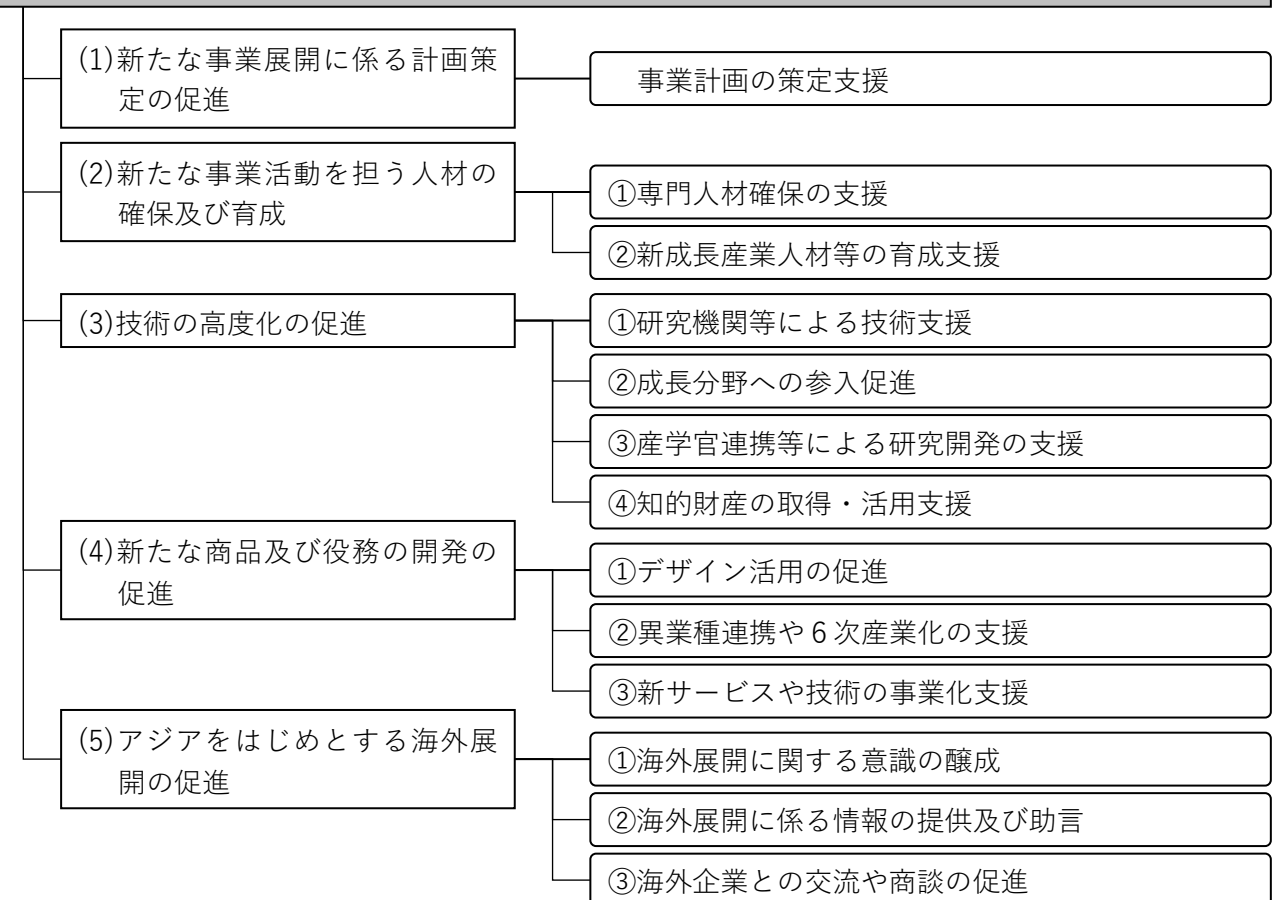 (1)新たな事業展開に係る計画策
定の促進
事業計画の策定支援
(2)新たな事業活動を担う人材の
確保及び育成
①専門人材確保の支援
②新成長産業人材等の育成支援
(3)技術の高度化の促進
①研究機関等による技術支援
②成長分野への参入促進
③産学官連携等による研究開発の支援
④知的財産の取得・活用支援
(4)新たな商品及び役務の開発の
促進
①デザイン活用の促進
②異業種連携や6次産業化の支援
③新サービスや技術の事業化支援
(5)アジアをはじめとする海外展
開の促進
①海外展開に関する意識の醸成
②海外展開に係る情報の提供及び助言
③海外企業との交流や商談の促進